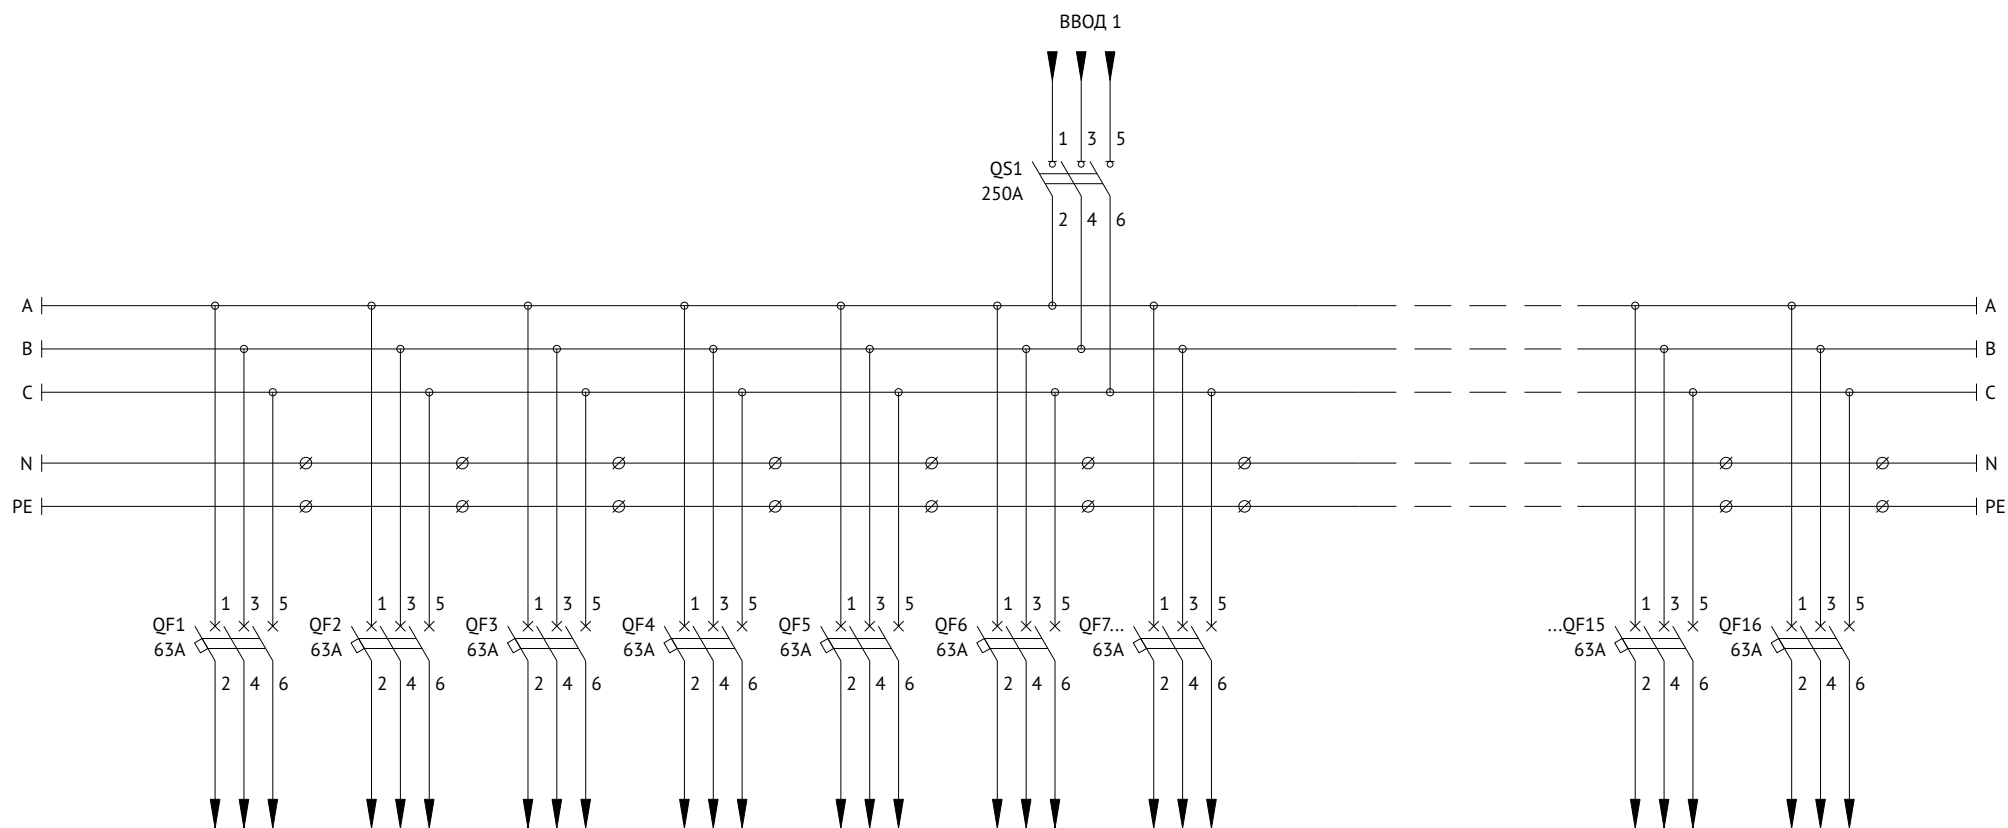 ВВОД 1
1 3 5
QS1
250A
2 4 6
A A
B B
C C
N N
PE PE
1 3 5 1 3 5 1 3 5 1 3 5 1 3 5 1 3 5 1 3 5 1 3 5 1 3 5
QF1 QF2 QF3 QF4 QF5 QF6 QF7... ...QF15 QF16
63A 63A 63A 63A 63A 63A 63A 63A 63A
2 4 6 2 4 6 2 4 6 2 4 6 2 4 6 2 4 6 2 4 6 2 4 6 2 4 6